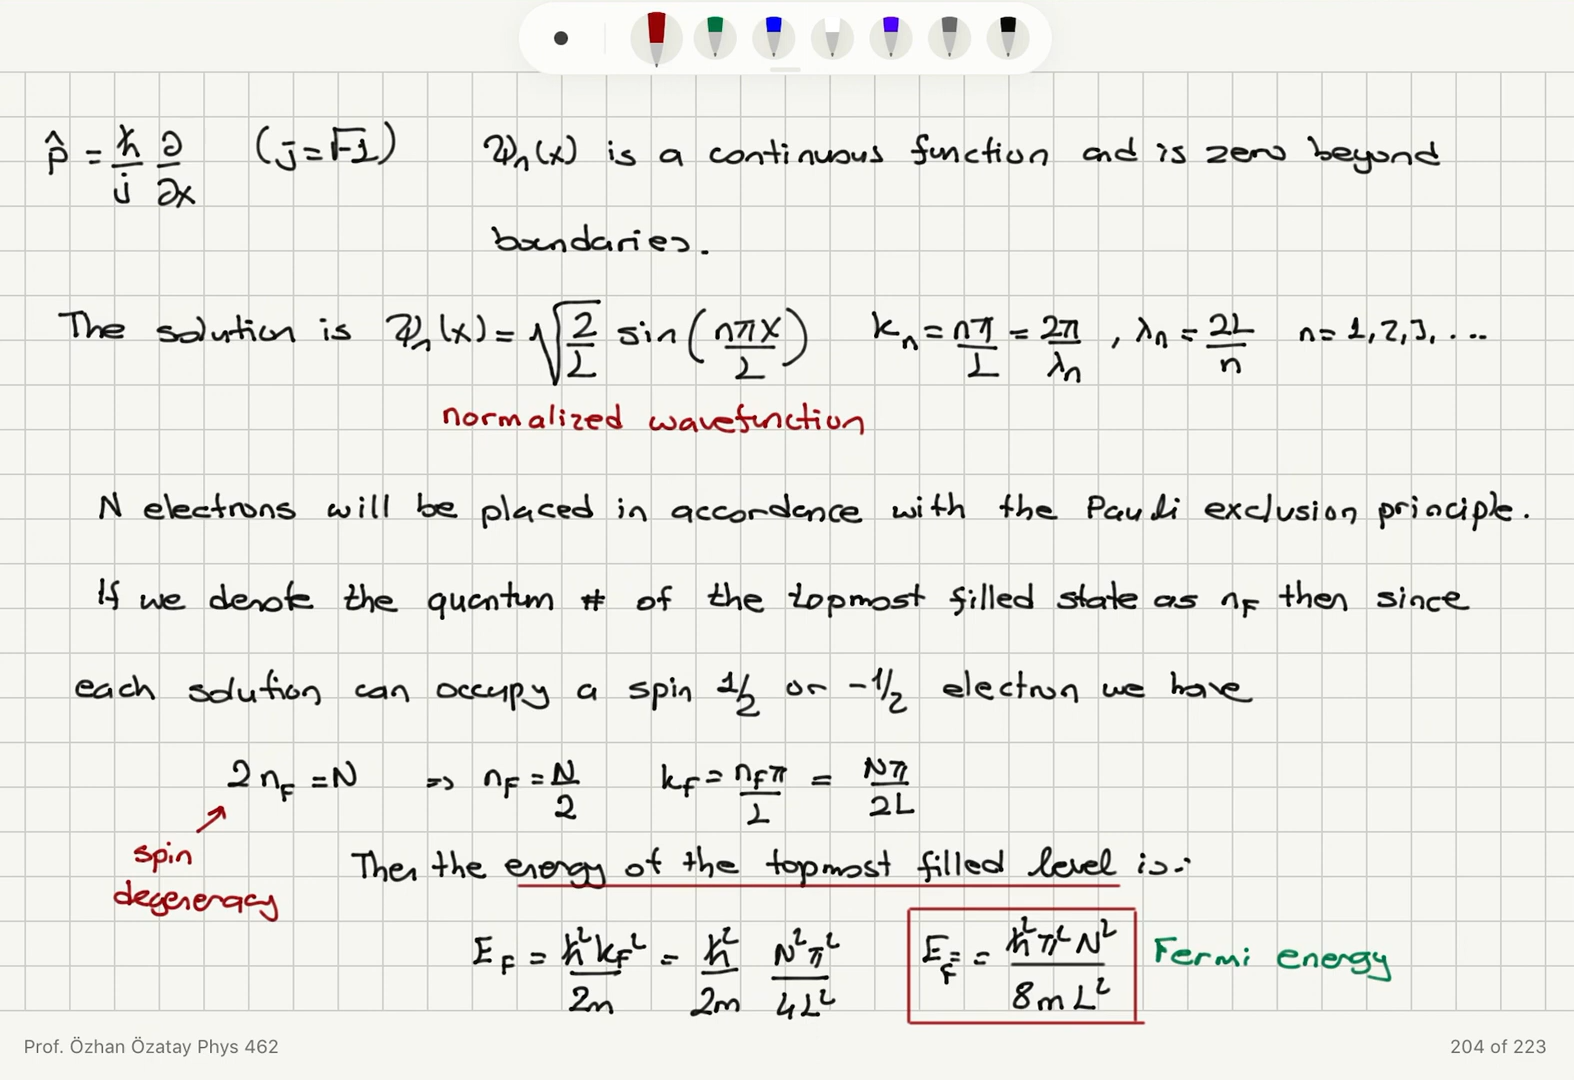 p̂ = ℏ/j ∂/∂x (j=√-1) Ψn(x) is a continuous function and is zero beyond
boundaries.
The solution is Ψn(x) = √(2/L) sin(nπx/L) kn = nπ/L = 2π/λn , λn = 2L/n n= 1,2,3, ...
normalized wavefunction
N electrons will be placed in accordance with the Pauli exclusion principle.
If we denote the quantum # of the topmost filled state as nF then since
each solution can occupy a spin 1/2 or -1/2 electron we have
2nF = N ⇒ nF = N/2 kf = nFπ/L = Nπ/2L
spin
degeneracy
Then the energy of the topmost filled level is:
EF = ℏ²kF²/2m = ℏ²/2m N²π²/4L² EF = ℏ²π²N²/8mL² Fermi energy
Prof. Özhan Özatay Phys 462 204 of 223